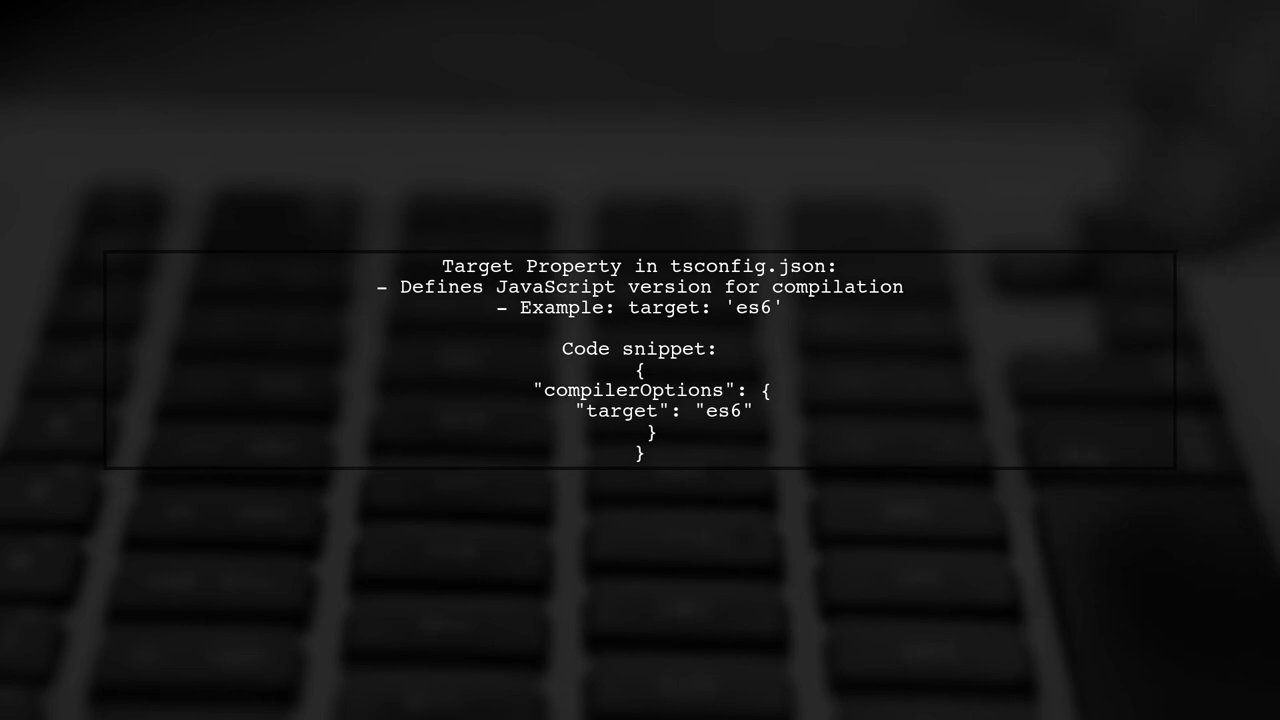 Target Property in tsconfig.json:
- Defines JavaScript version for compilation
- Example: target: 'es6'
Code snippet:
{
"compilerOptions": {
"target": "es6"
}
}